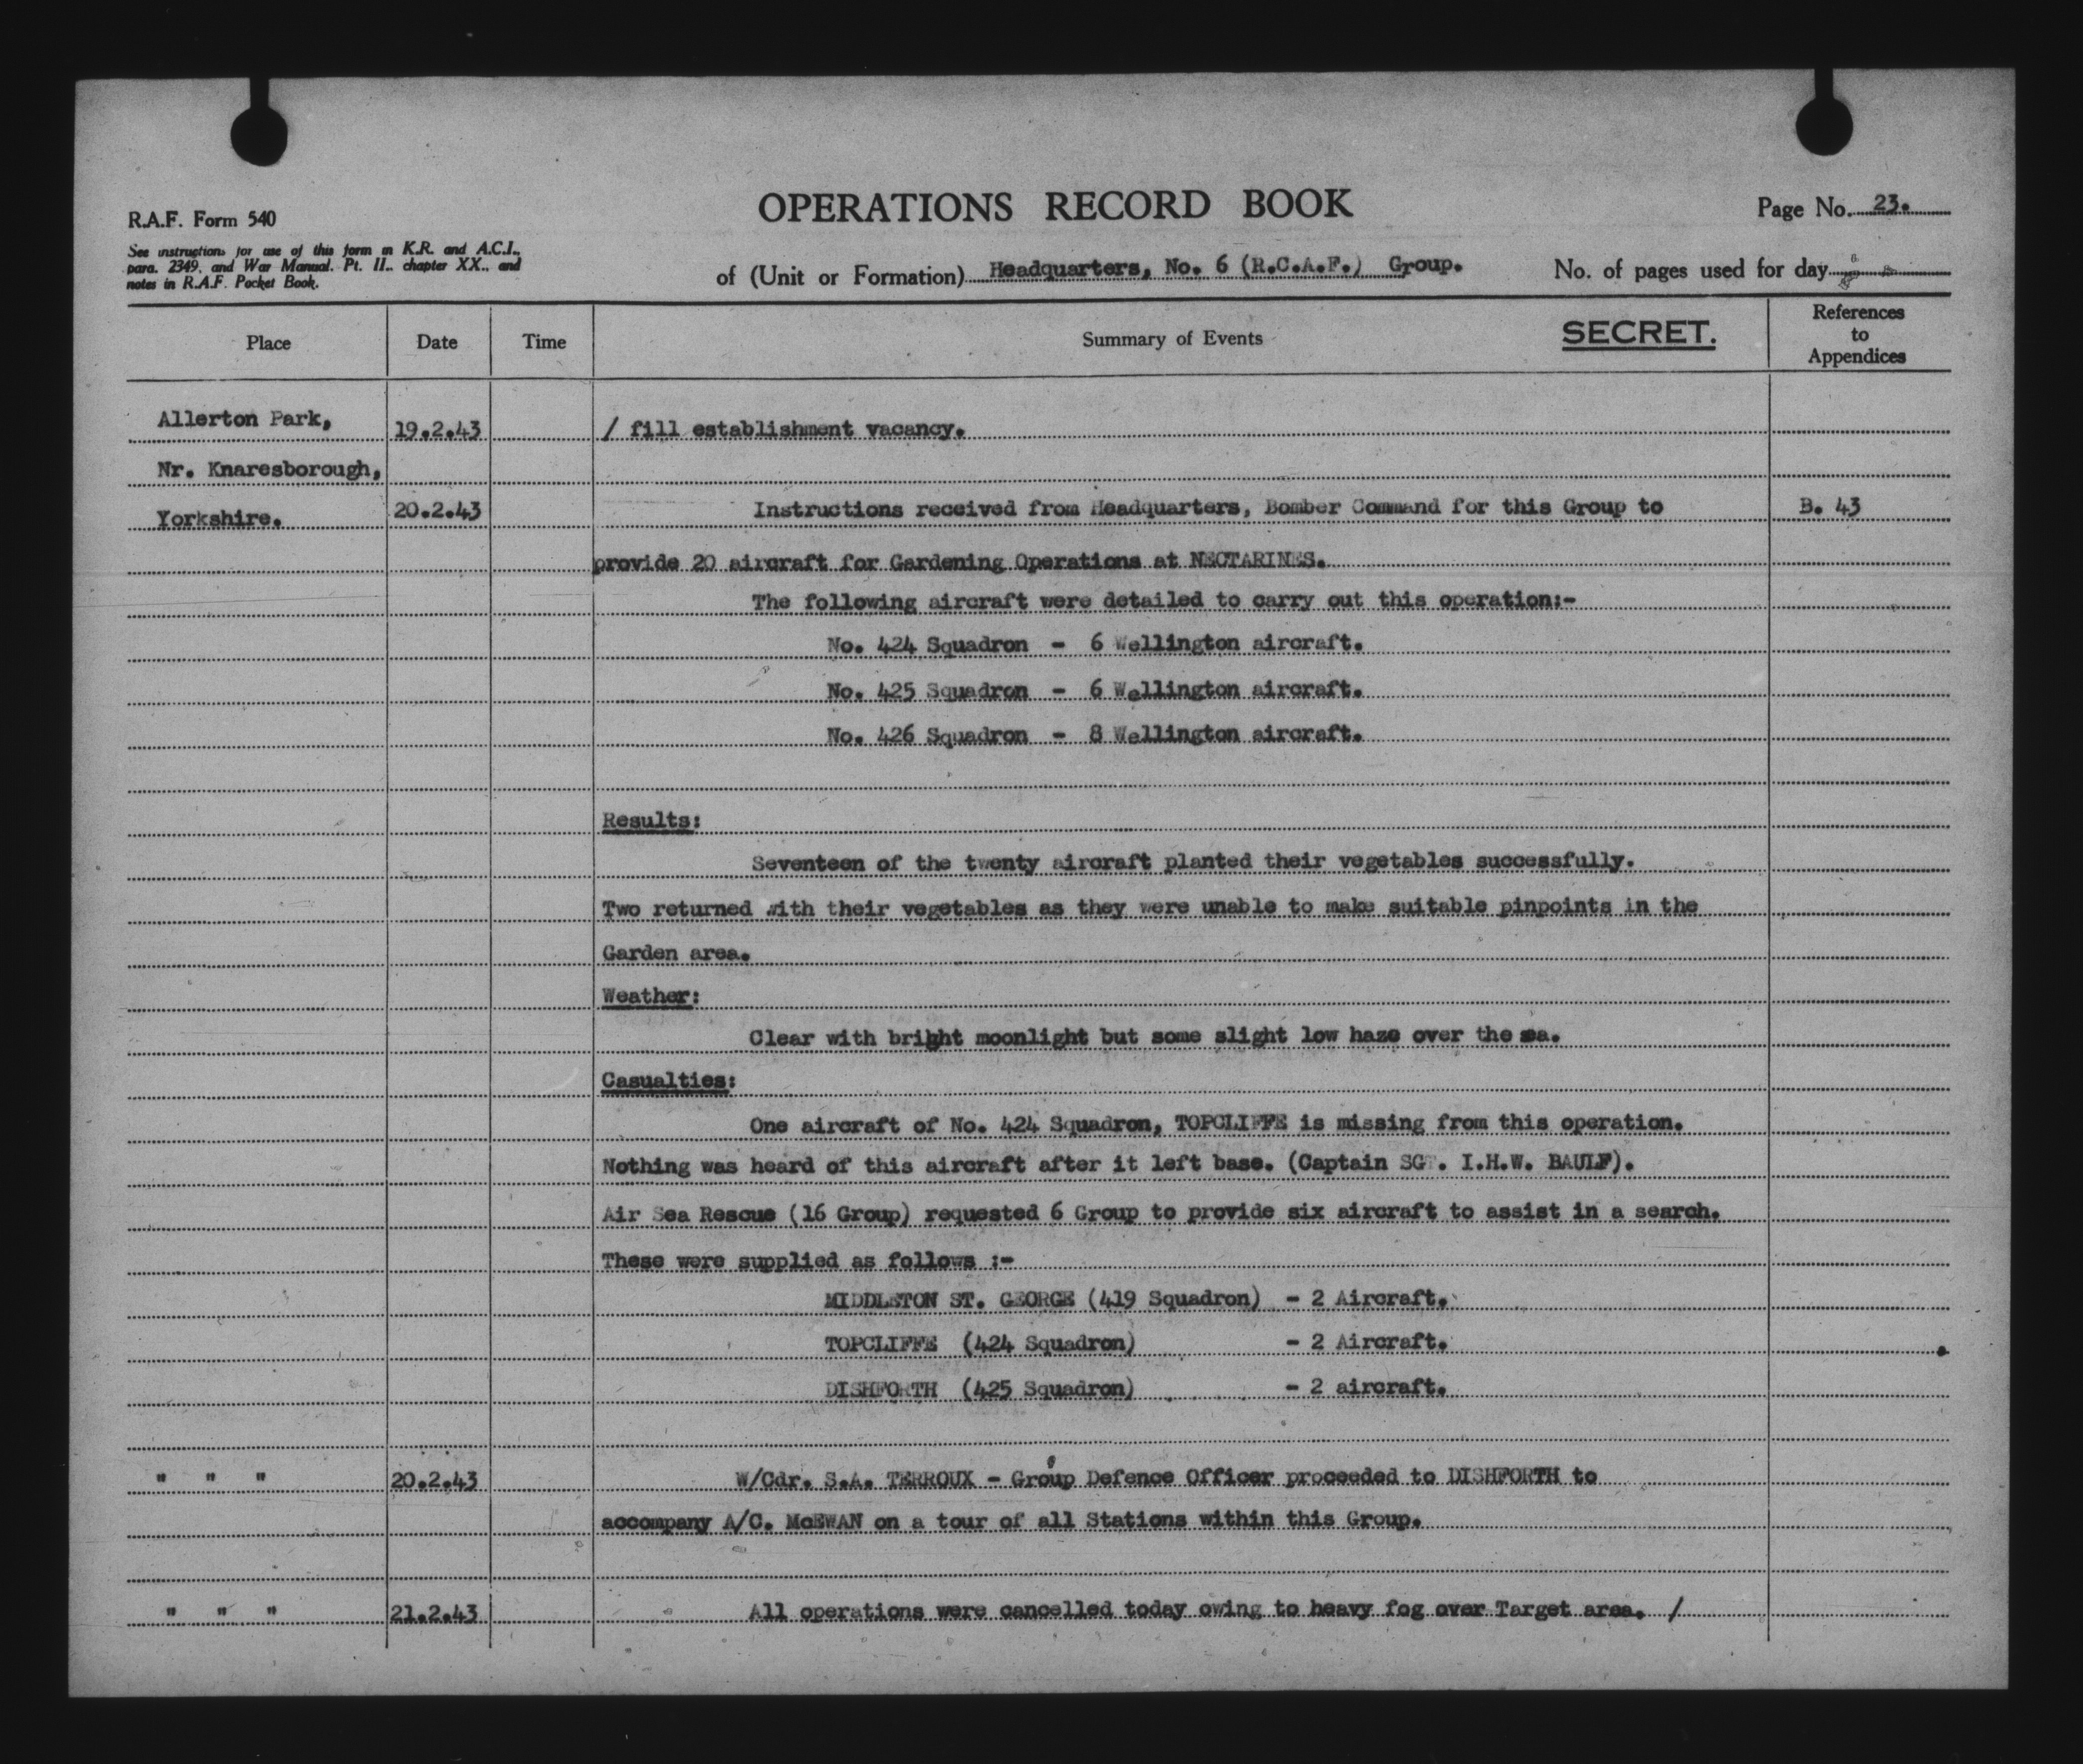 OPERATIONS RECORD BOOK
Page No. 23.
R.A.F. Form 540
See instructions for use of this form in K.R. and A.C.I.,
para. 2349, and War Manual, Pt. II., chapter XX., and
notes in R.A.F. Pocket Book.
of (Unit or Formation) Headquarters, No. 6 (R.C.A.F.) Group.
No. of pages used for day
Place Date Time Summary of Events SECRET. References to Appendices
Allerton Park, 19.2.43 / fill establishment vacancy.
Nr. Knaresborough,
Yorkshire. 20.2.43 Instructions received from Headquarters, Bomber Command for this Group to B. 43
provide 20 aircraft for Gardening Operations at NECTARINES.
The following aircraft were detailed to carry out this operation:-
No. 424 Squadron - 6 Wellington aircraft.
No. 425 Squadron - 6 Wellington aircraft.
No. 426 Squadron - 8 Wellington aircraft.
Results:
Seventeen of the twenty aircraft planted their vegetables successfully.
Two returned with their vegetables as they were unable to make suitable pinpoints in the
Garden area.
Weather:
Clear with bright moonlight but some slight low haze over the sea.
Casualties:
One aircraft of No. 424 Squadron, TOPCLIFFE is missing from this operation.
Nothing was heard of this aircraft after it left base. (Captain SGT. I.H.W. BAULF).
Air Sea Rescue (16 Group) requested 6 Group to provide six aircraft to assist in a search.
These were supplied as follows :-
MIDDLETON ST. GEORGE (419 Squadron) - 2 Aircraft.
TOPCLIFFE (424 Squadron) - 2 Aircraft.
DISHFORTH (425 Squadron) - 2 aircraft.
" " " 20.2.43 W/Cdr. S.A. TERROUX - Group Defence Officer proceeded to DISHFORTH to
accompany A/C. McEWAN on a tour of all Stations within this Group.
" " " 21.2.43 All operations were cancelled today owing to heavy fog over Target area. /